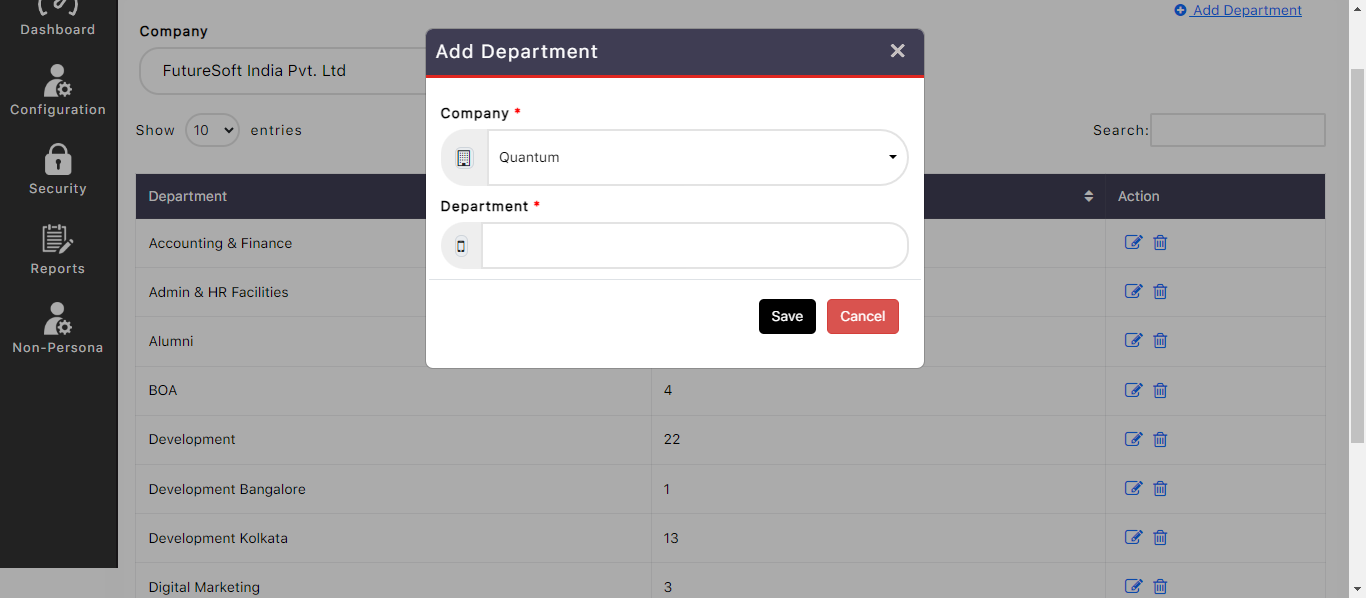 Dashboard
Configuration
Security
Reports
Non-Persona
Add Department
Company
FutureSoft India Pvt. Ltd
Show 10 entries
Search:
Department
Action
Accounting & Finance
Admin & HR Facilities
Alumni
BOA 4
Development 22
Development Bangalore 1
Development Kolkata 13
Digital Marketing 3
Add Department
Company *
Quantum
Department *
Save Cancel